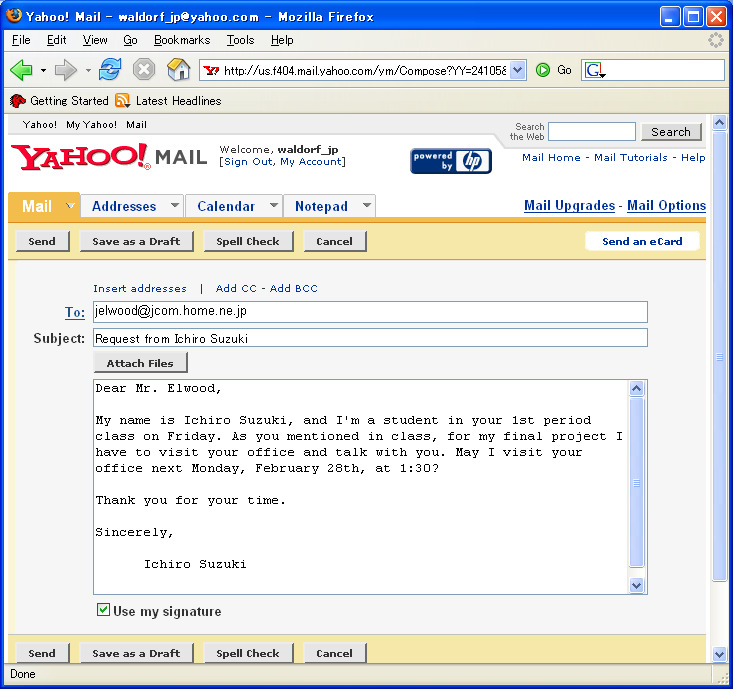 Yahoo! Mail - waldorf_jp@yahoo.com - Mozilla Firefox
File Edit View Go Bookmarks Tools Help
http://us.f404.mail.yahoo.com/ym/Compose?YY=24105& Go G
Getting Started Latest Headlines
Yahoo! My Yahoo! Mail
Search the Web Search
YAHOO! MAIL
Welcome, waldorf_jp
[Sign Out, My Account]
powered by hp
Mail Home - Mail Tutorials - Help
Mail Addresses Calendar Notepad Mail Upgrades - Mail Options
Send Save as a Draft Spell Check Cancel Send an eCard
Insert addresses | Add CC - Add BCC
To: jelwood@jcom.home.ne.jp
Subject: Request from Ichiro Suzuki
Attach Files
Dear Mr. Elwood,
My name is Ichiro Suzuki, and I'm a student in your 1st period
class on Friday. As you mentioned in class, for my final project I
have to visit your office and talk with you. May I visit your
office next Monday, February 28th, at 1:30?
Thank you for your time.
Sincerely,
Ichiro Suzuki
Use my signature
Send Save as a Draft Spell Check Cancel
Done